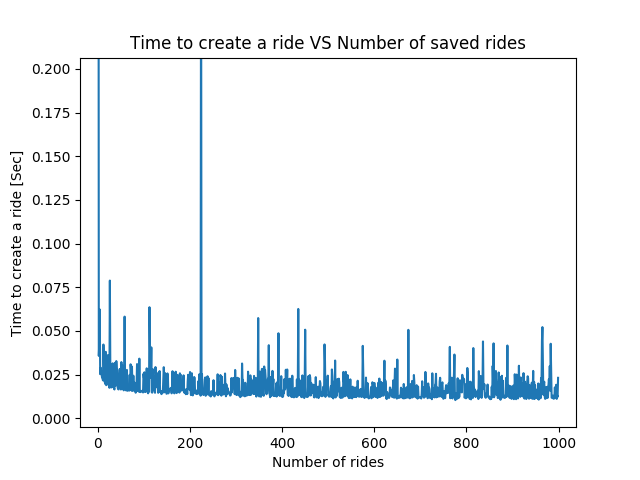 Time to create a ride VS Number of saved rides
0.200
0.175
0.150
0.125
0.100
0.075
0.050
0.025
0.000
Time to create a ride [Sec]
0 200 400 600 800 1000
Number of rides